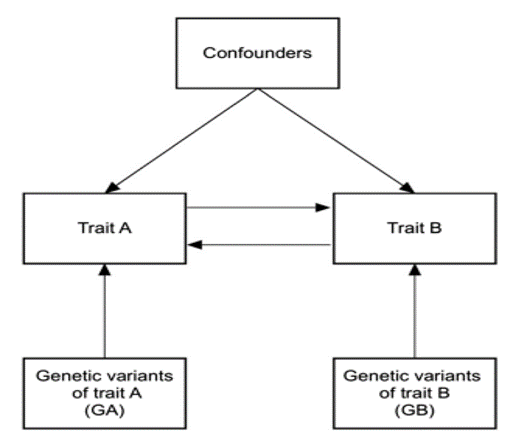 Confounders
Trait A
Trait B
Genetic variants
of trait A
(GA)
Genetic variants
of trait B
(GB)